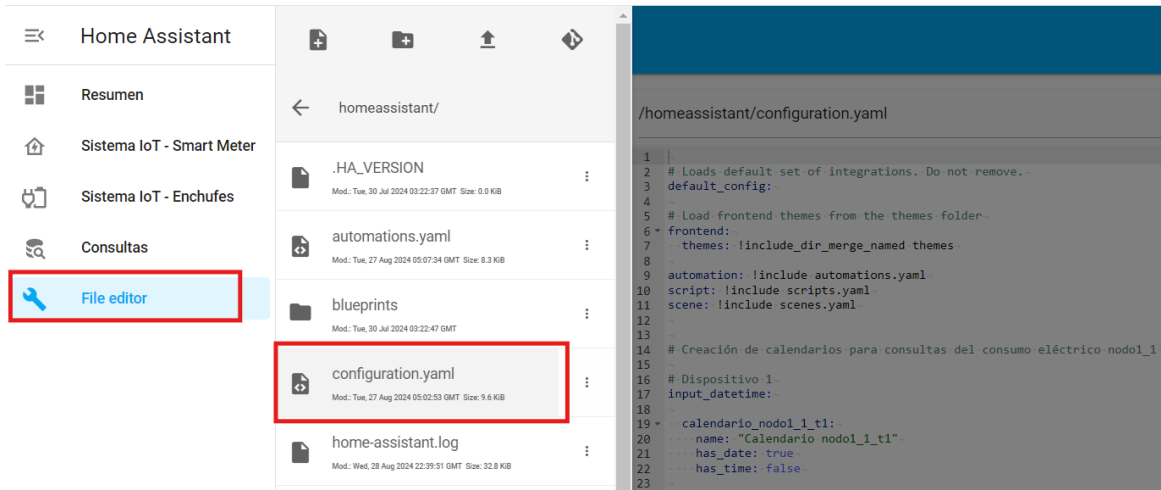 Home Assistant
Resumen
Sistema IoT - Smart Meter
Sistema IoT - Enchufes
Consultas
File editor
homeassistant/
.HA_VERSION
Mod.: Tue, 30 Jul 2024 03:22:37 GMT Size: 0.0 KiB
automations.yaml
Mod.: Tue, 27 Aug 2024 05:07:34 GMT Size: 8.3 KiB
blueprints
Mod.: Tue, 30 Jul 2024 03:22:47 GMT
configuration.yaml
Mod.: Tue, 27 Aug 2024 05:02:53 GMT Size: 9.6 KiB
home-assistant.log
Mod.: Wed, 28 Aug 2024 22:39:51 GMT Size: 32.8 KiB
/homeassistant/configuration.yaml
1
2 # Loads default set of integrations. Do not remove.
3 default_config:
4
5 # Load frontend themes from the themes folder
6 frontend:
7   themes: !include_dir_merge_named themes
8
9 automation: !include automations.yaml
10 script: !include scripts.yaml
11 scene: !include scenes.yaml
12
13
14 # Creación de calendarios para consultas del consumo eléctrico nodo1_1
15
16 # Dispositivo 1
17 input_datetime:
18
19   calendario_nodo1_1_t1:
20     name: "Calendario nodo1_1_t1"
21     has_date: true
22     has_time: false
23